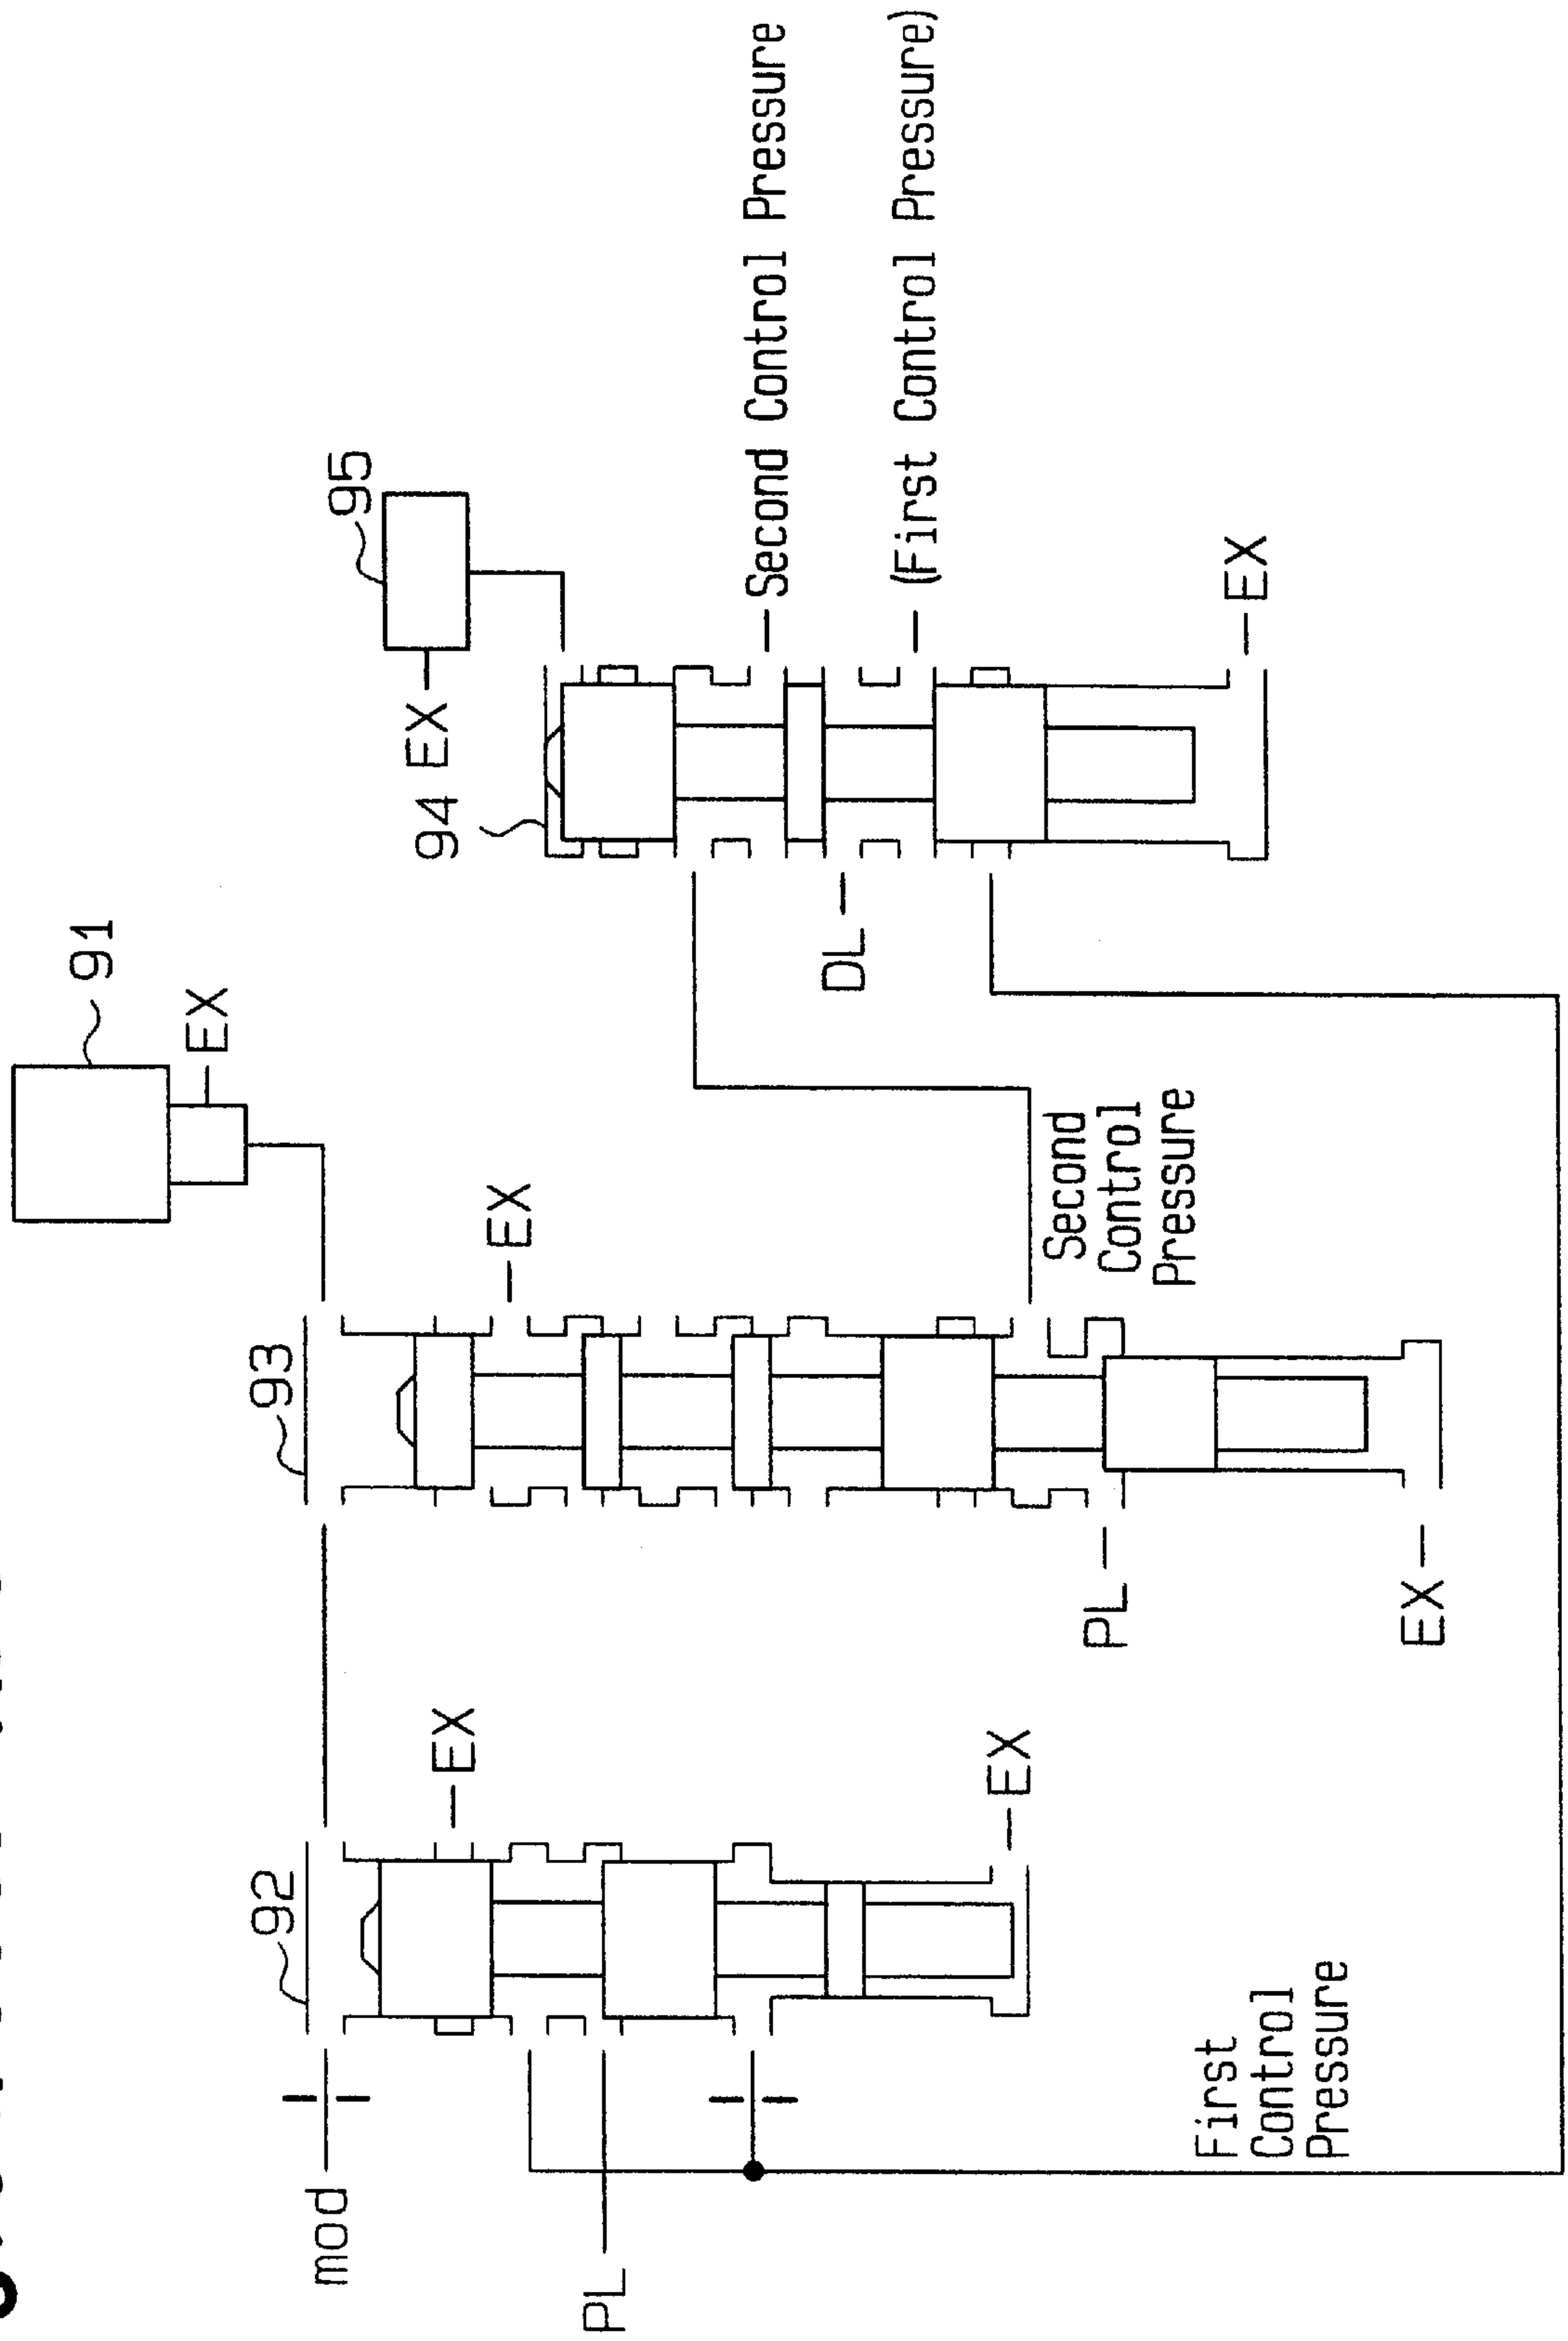 91
EX
92
93
mod
95
94
EX
EX
EX
PL
Second Control Pressure
DL
(First Control Pressure)
EX
Second
Control
Pressure
PL
First
Control
Pressure
EX
EX